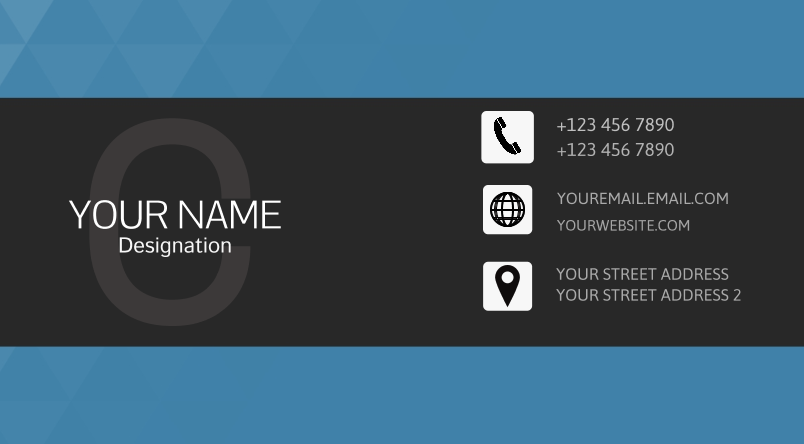 C
YOUR NAME
Designation
+123 456 7890
+123 456 7890
YOUREMAIL.EMAIL.COM
YOURWEBSITE.COM
YOUR STREET ADDRESS
YOUR STREET ADDRESS 2